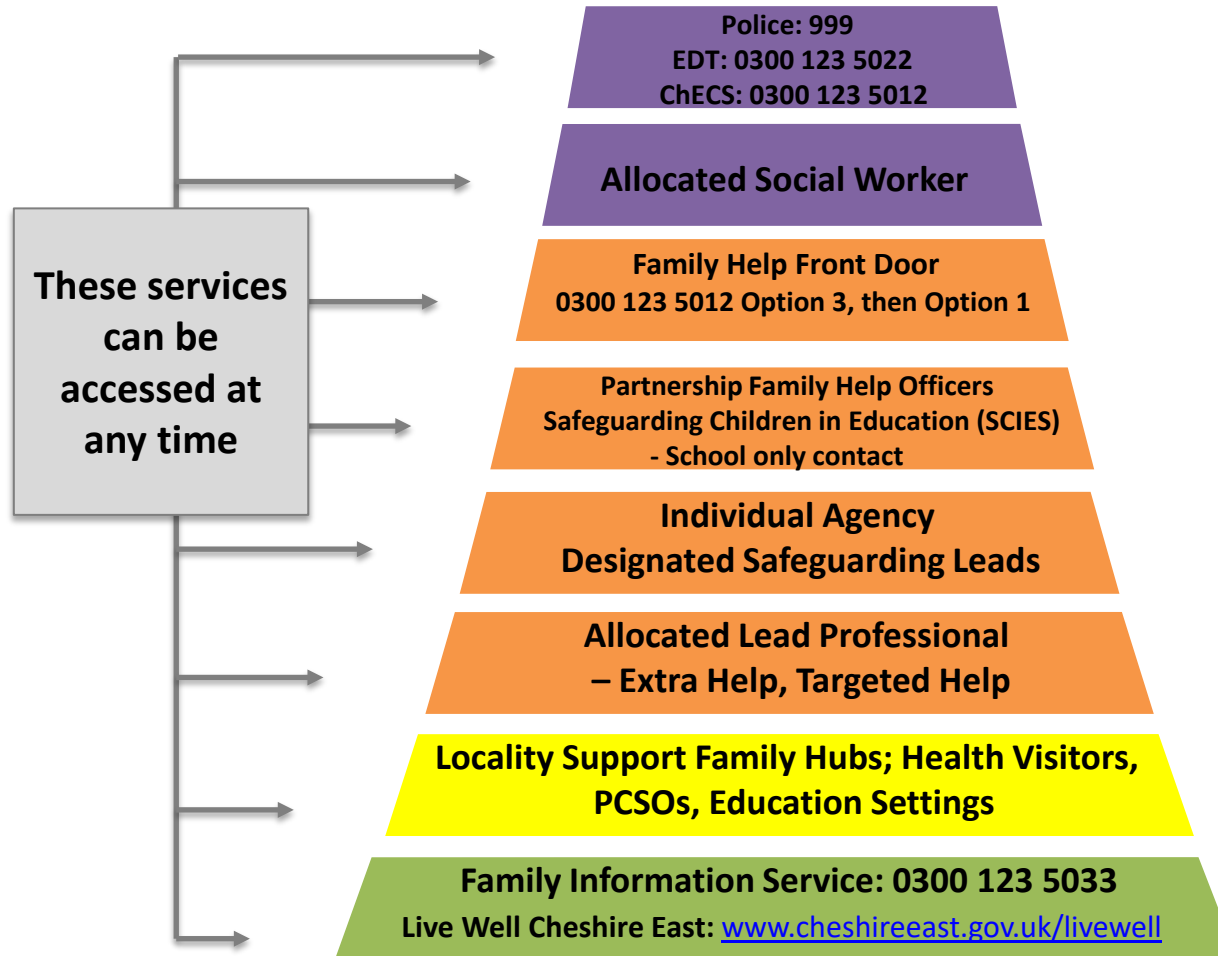 Police: 999
EDT: 0300 123 5022
ChECS: 0300 123 5012
Allocated Social Worker
These services
can be
accessed at
any time
Family Help Front Door
0300 123 5012 Option 3, then Option 1
Partnership Family Help Officers
Safeguarding Children in Education (SCIES)
- School only contact
Individual Agency
Designated Safeguarding Leads
Allocated Lead Professional
– Extra Help, Targeted Help
Locality Support Family Hubs; Health Visitors,
PCSOs, Education Settings
Family Information Service: 0300 123 5033
Live Well Cheshire East: www.cheshireeast.gov.uk/livewell